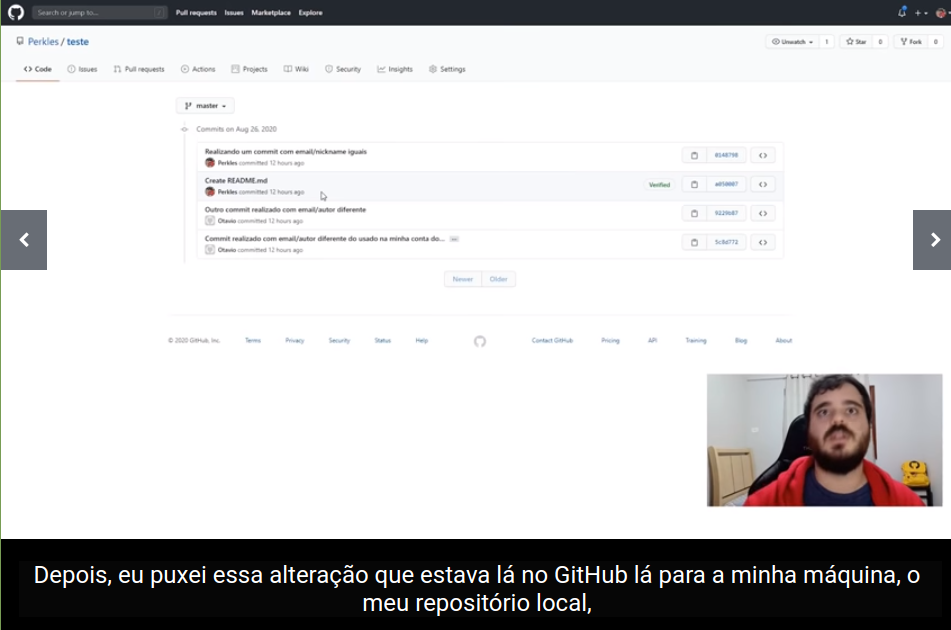 Search or jump to... /
Pull requests Issues Marketplace Explore
Perkles / teste
Unwatch 1 Star 0 Fork 0
Code Issues Pull requests Actions Projects Wiki Security Insights Settings
master
Commits on Aug 26, 2020
Realizando um commit com email/nickname iguais
Perkles committed 12 hours ago
Create README.md
Perkles committed 12 hours ago
Verified
Outro commit realizado com email/autor diferente
Otavio committed 12 hours ago
9229b87
Commit realizado com email/autor diferente do usado na minha conta do...
Otavio committed 12 hours ago
5c8d772
Newer Older
© 2020 GitHub, Inc. Terms Privacy Security Status Help Contact GitHub Pricing API Training Blog About
Depois, eu puxei essa alteração que estava lá no GitHub lá para a minha máquina, o
meu repositório local,